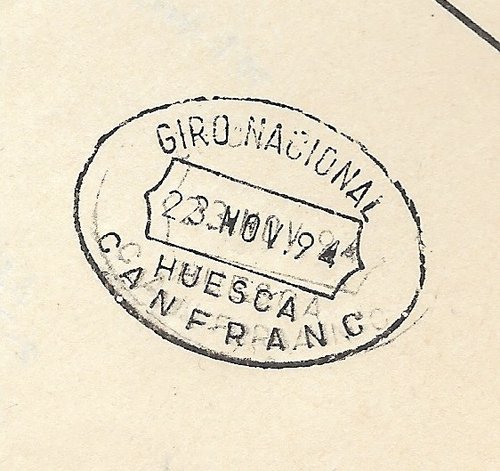 GIRO NACIONAL
23 NOV. 94
HUESCA
CANFRANC